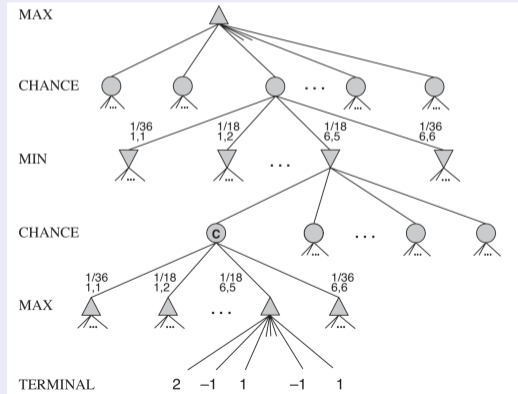 MAX
CHANCE
...
1/36 1/18 1/18 1/36
1,1 1,2 6,5 6,6
MIN
...
CHANCE
C
...
1/36 1/18 1/18 1/36
1,1 1,2 6,5 6,6
MAX
...
TERMINAL 2 –1 1 –1 1